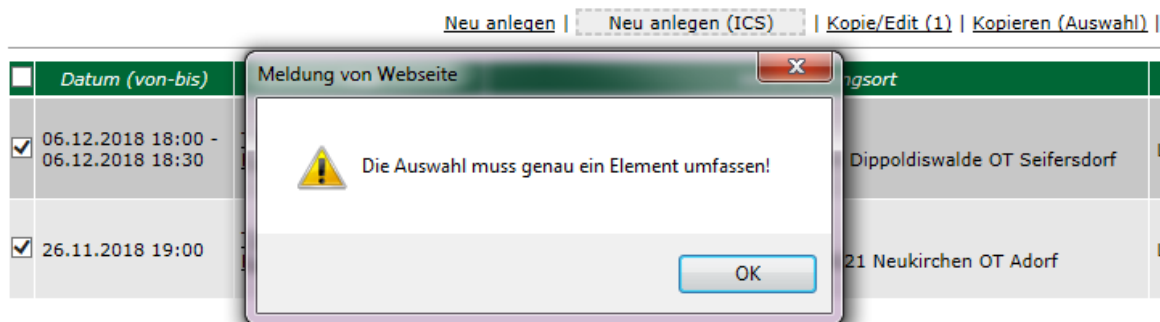 Neu anlegen | Neu anlegen (ICS) | Kopie/Edit (1) | Kopieren (Auswahl) |
Datum (von-bis)
ngsort
Meldung von Webseite
Die Auswahl muss genau ein Element umfassen!
OK
06.12.2018 18:00 -
06.12.2018 18:30
Dippoldiswalde OT Seifersdorf
26.11.2018 19:00
21 Neukirchen OT Adorf